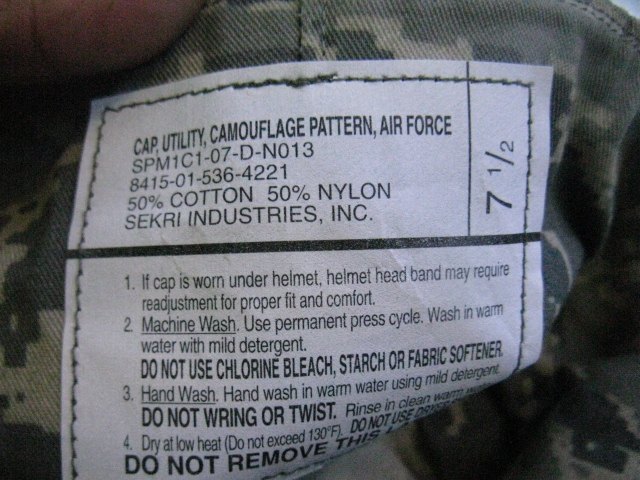 CAP, UTILITY, CAMOUFLAGE PATTERN, AIR FORCE
SPM1C1-07-D-N013
8415-01-536-4221
50% COTTON 50% NYLON
SEKRI INDUSTRIES, INC.
7 1/2
1. If cap is worn under helmet, helmet head band may require
readjustment for proper fit and comfort.
2. Machine Wash. Use permanent press cycle. Wash in warm
water with mild detergent.
DO NOT USE CHLORINE BLEACH, STARCH OR FABRIC SOFTENER.
3. Hand Wash. Hand wash in warm water using mild detergent.
DO NOT WRING OR TWIST. Rinse in clean warm
4. Dry at low heat (Do not exceed 130°F). DO NOT USE
DO NOT REMOVE THIS